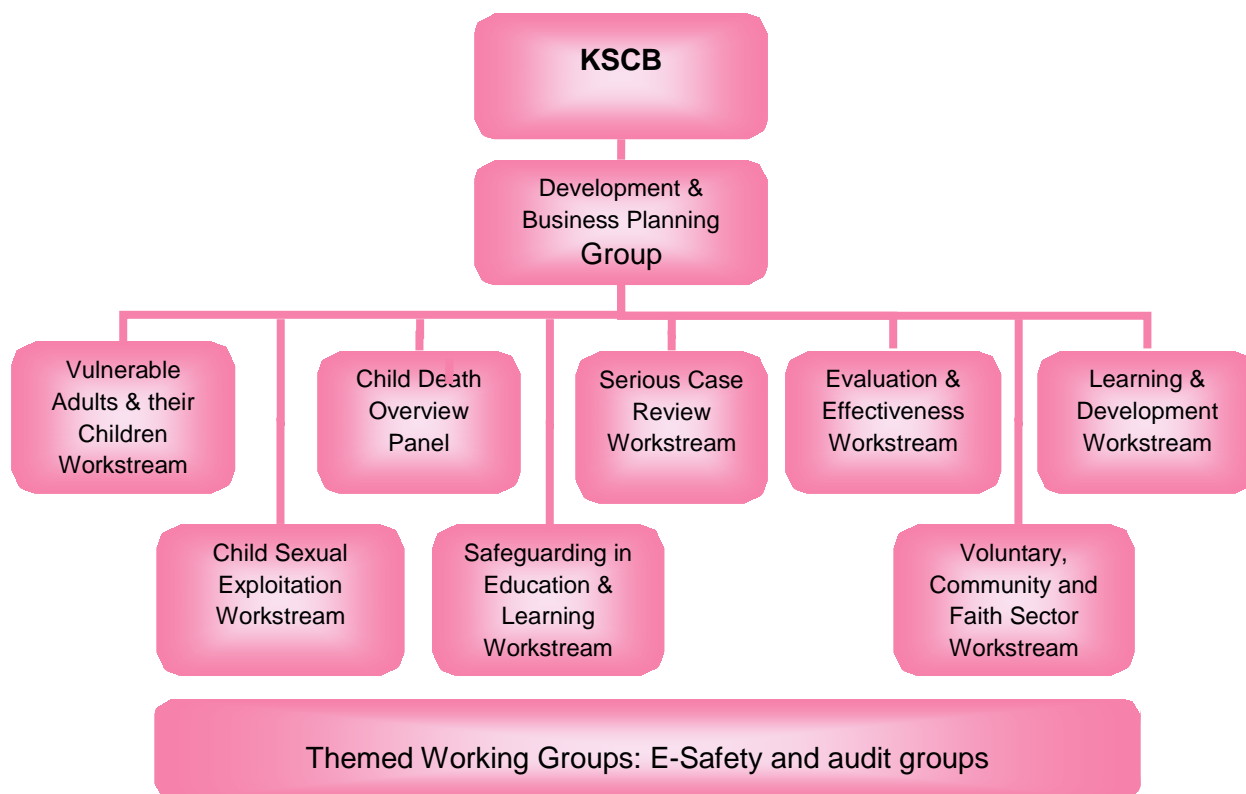 KSCB
Development &
Business Planning
Group
Vulnerable
Adults & their
Children
Workstream
Child Death
Overview
Panel
Serious Case
Review
Workstream
Evaluation &
Effectiveness
Workstream
Learning &
Development
Workstream
Child Sexual
Exploitation
Workstream
Safeguarding in
Education &
Learning
Workstream
Voluntary,
Community and
Faith Sector
Workstream
Themed Working Groups: E-Safety and audit groups